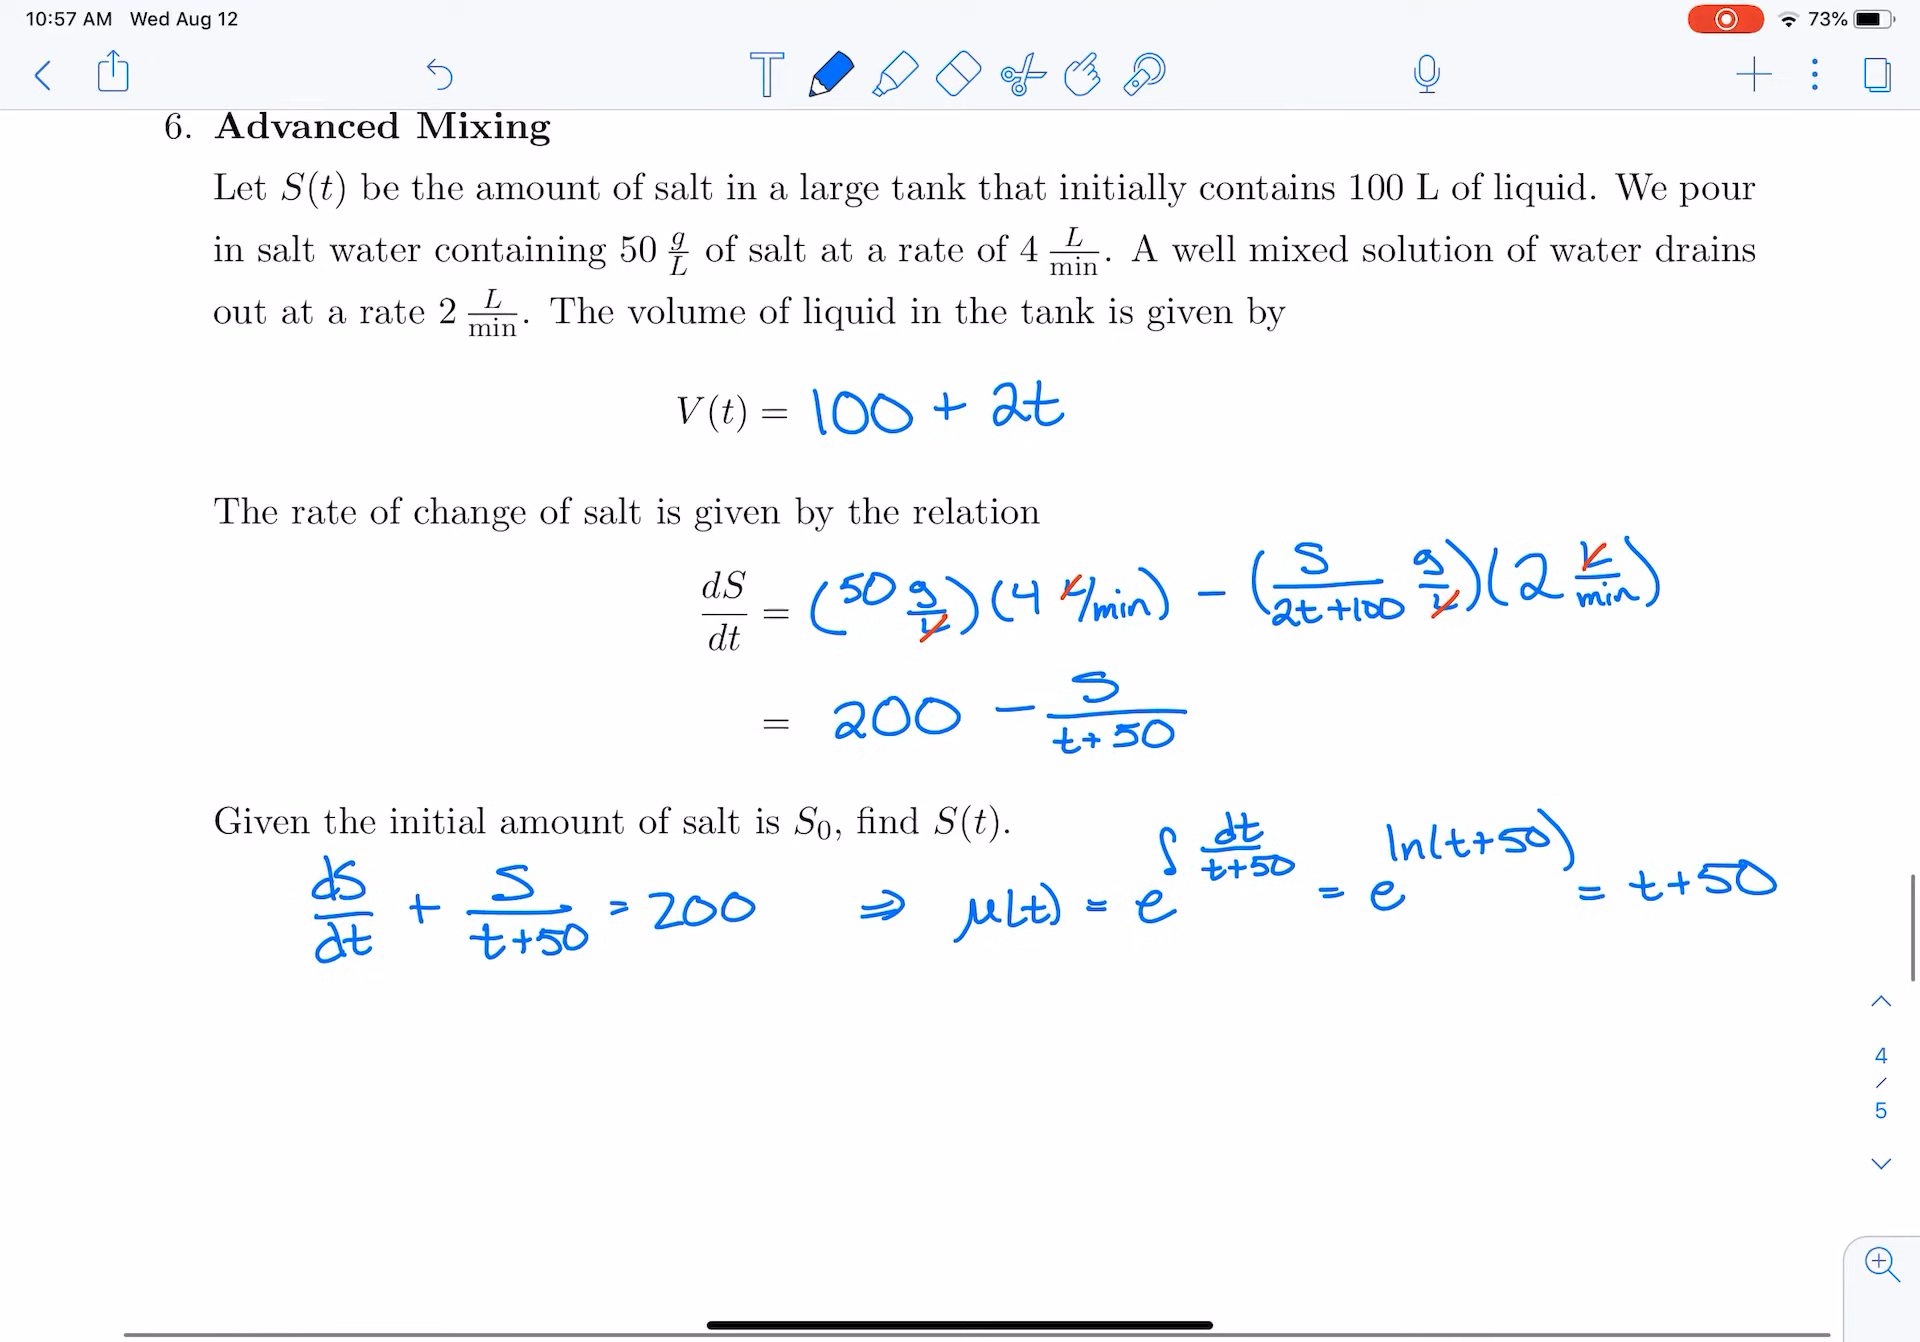 10:57 AM Wed Aug 12
73%
T
6. Advanced Mixing
Let S(t) be the amount of salt in a large tank that initially contains 100 L of liquid. We pour
in salt water containing 50 g/L of salt at a rate of 4 L/min. A well mixed solution of water drains
out at a rate 2 L/min. The volume of liquid in the tank is given by
V(t) = 100 + 2t
The rate of change of salt is given by the relation
dS/dt = (50 g/L)(4 L/min) − (S/(2t+100) g/L)(2 L/min)
= 200 − S/(t+50)
Given the initial amount of salt is S₀, find S(t).
dS/dt + S/(t+50) = 200 ⇒ μ(t) = e^(∫ dt/(t+50)) = e^(ln(t+50)) = t+50
4
/
5